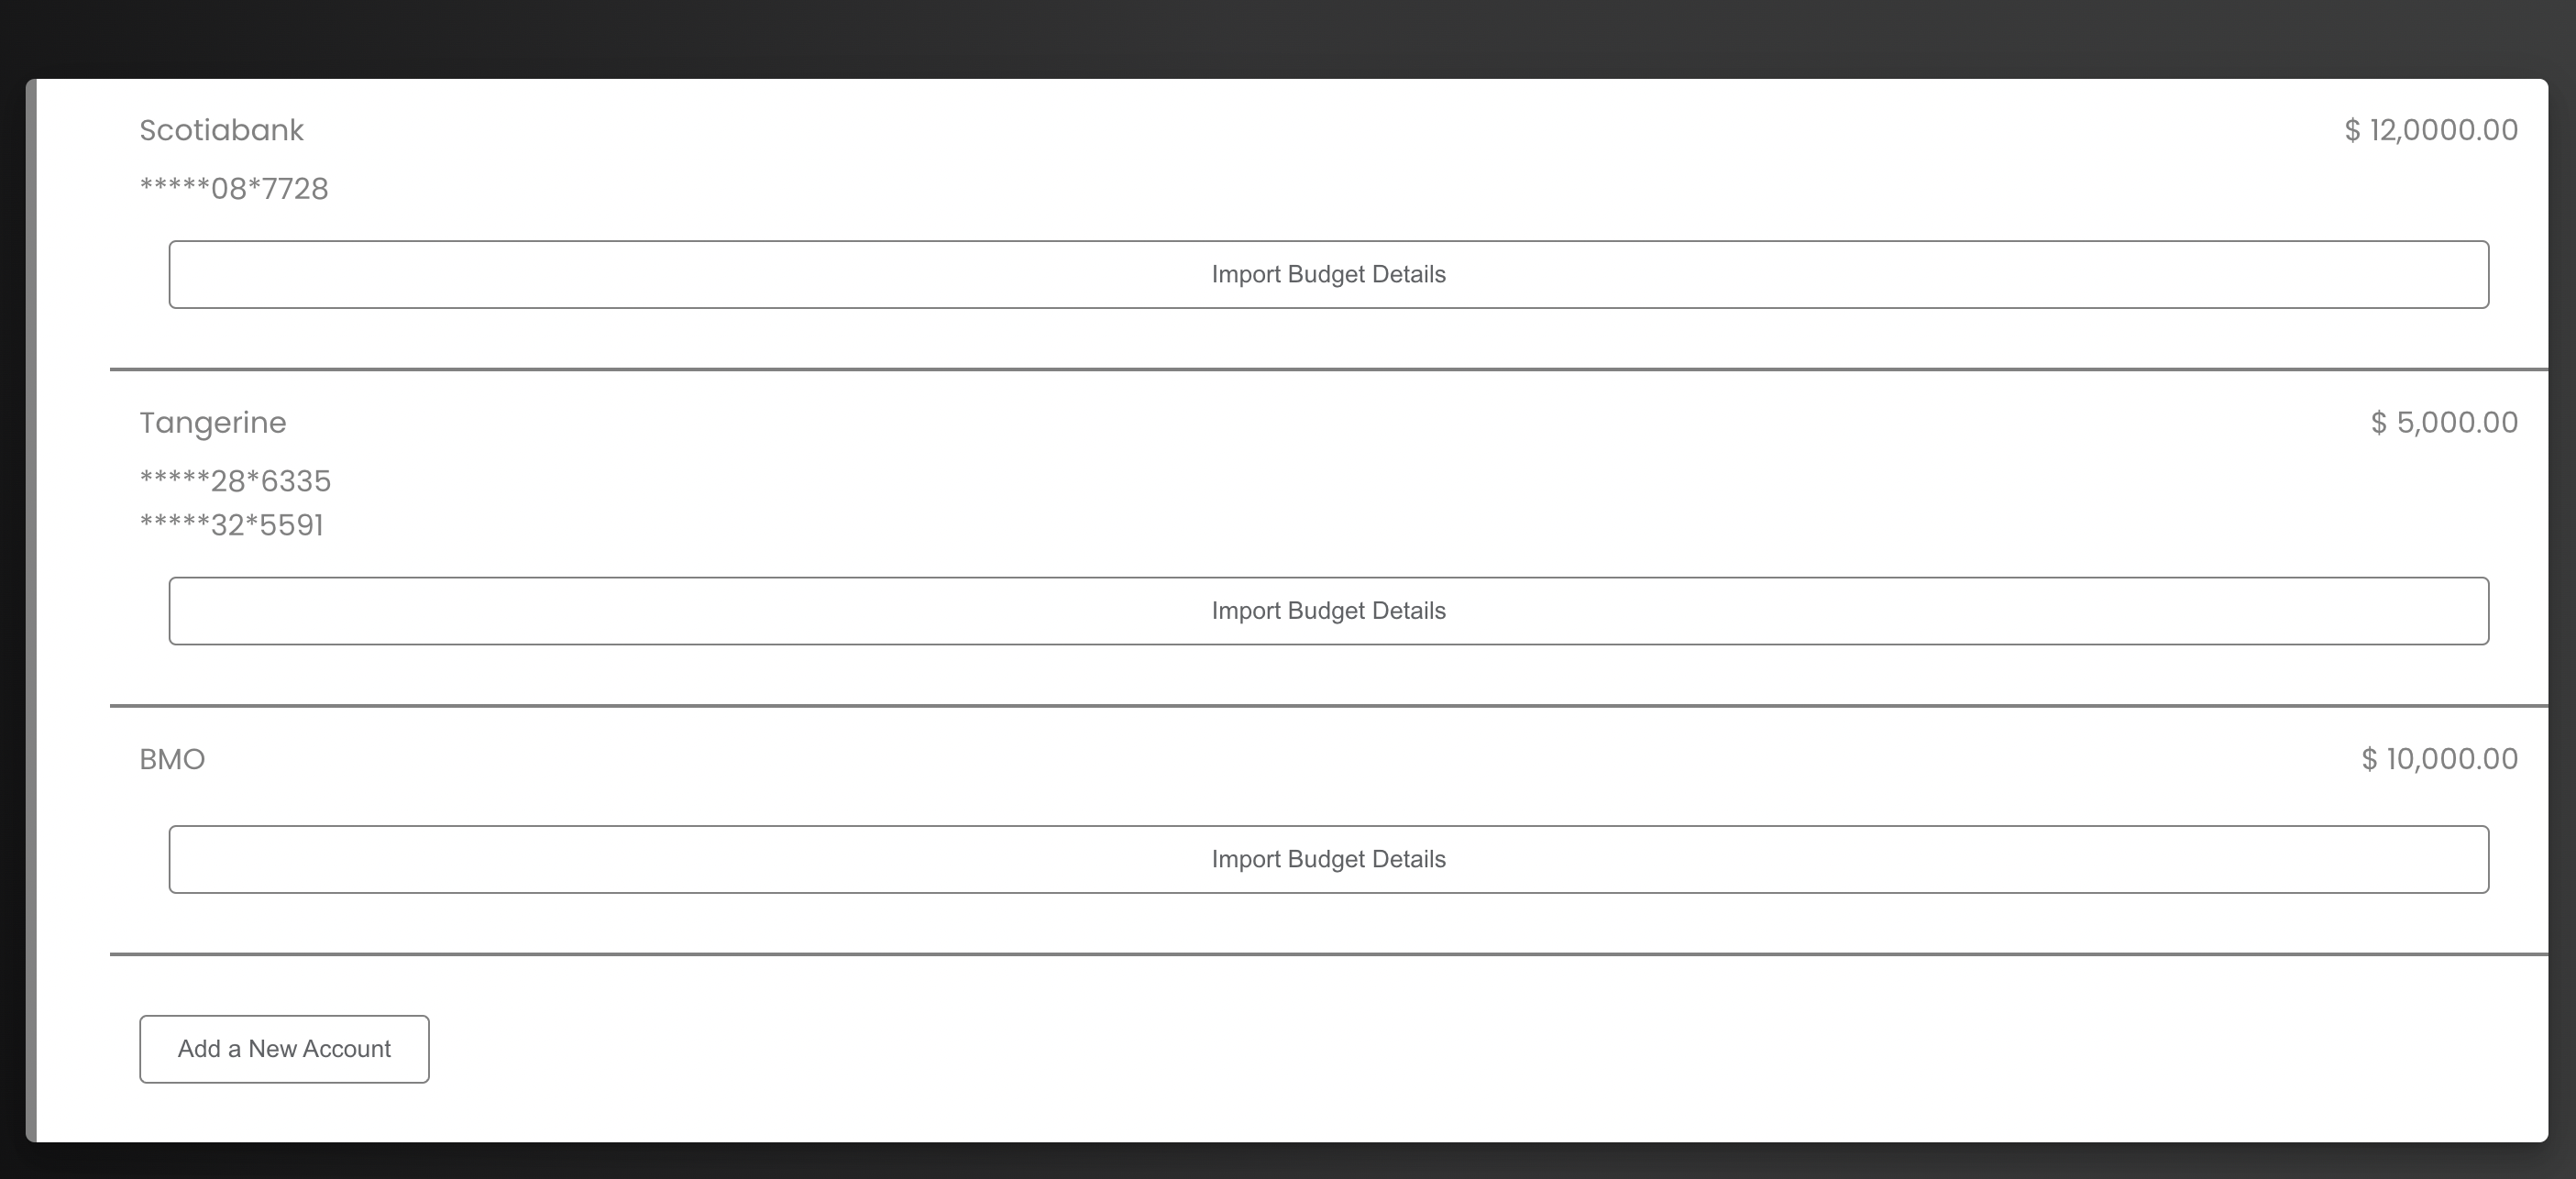 Scotiabank $ 12,0000.00
*****08*7728
Import Budget Details
Tangerine $ 5,000.00
*****28*6335
*****32*5591
Import Budget Details
BMO $ 10,000.00
Import Budget Details
Add a New Account